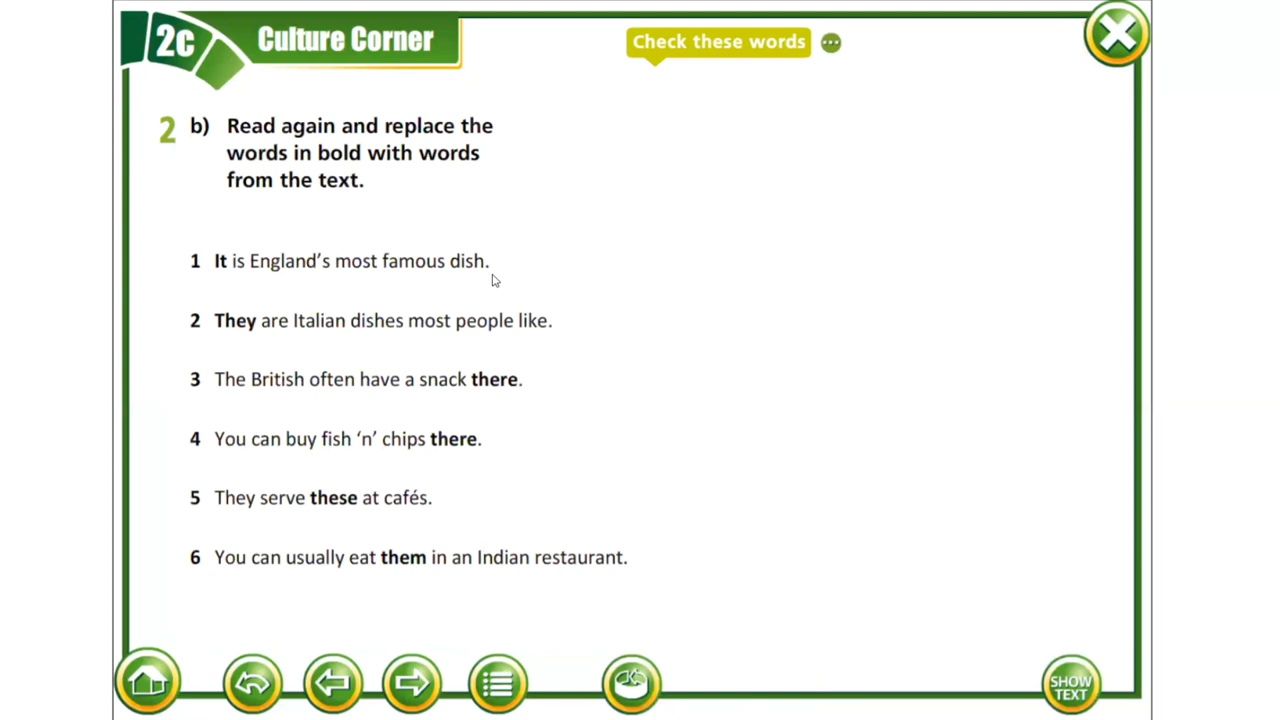 2c Culture Corner
Check these words
2 b) Read again and replace the
words in bold with words
from the text.
1 It is England’s most famous dish.
2 They are Italian dishes most people like.
3 The British often have a snack there.
4 You can buy fish ‘n’ chips there.
5 They serve these at cafés.
6 You can usually eat them in an Indian restaurant.
SHOW
TEXT